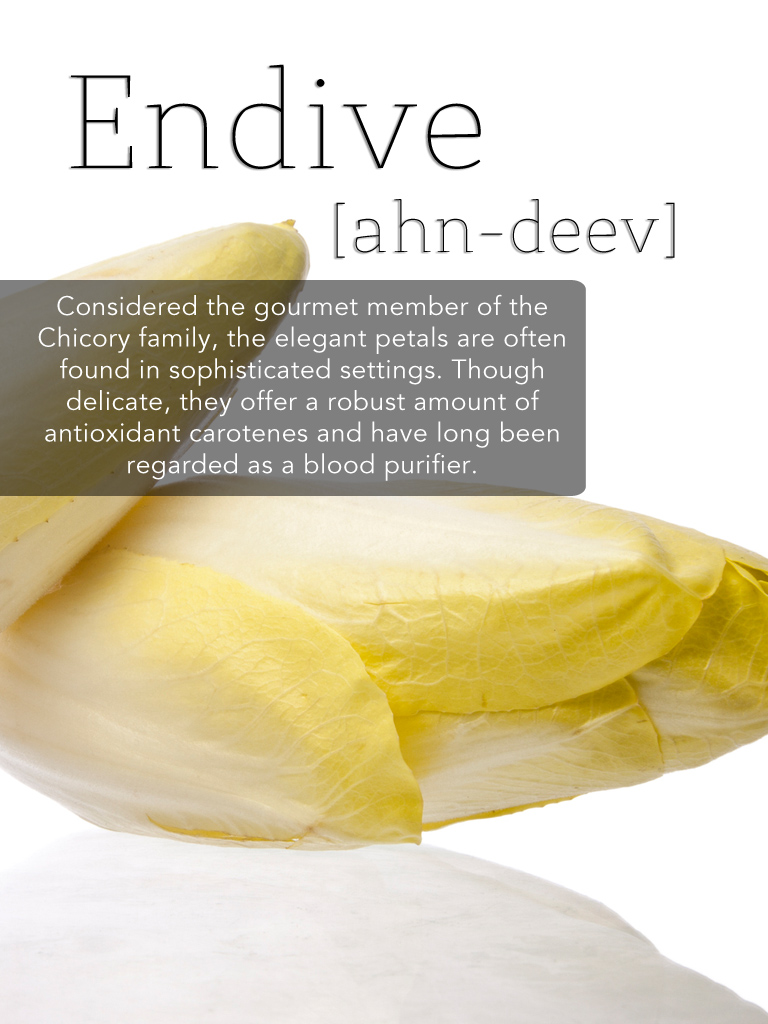 Endive
[ahn-deev]
Considered the gourmet member of the
Chicory family, the elegant petals are often
found in sophisticated settings. Though
delicate, they offer a robust amount of
antioxidant carotenes and have long been
regarded as a blood purifier.